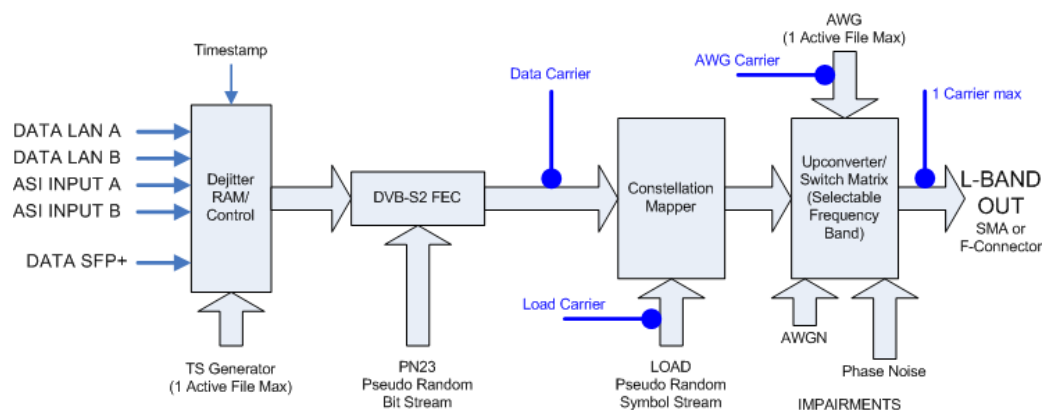 AWG
(1 Active File Max)
Timestamp
AWG Carrier
Data Carrier
1 Carrier max
DATA LAN A
DATA LAN B
ASI INPUT A
ASI INPUT B
DATA SFP+
Dejitter
RAM/
Control
DVB-S2 FEC
Constellation
Mapper
Upconverter/
Switch Matrix
(Selectable
Frequency
Band)
L-BAND
OUT
SMA or
F-Connector
Load Carrier
AWGN
TS Generator
(1 Active File Max)
PN23
Pseudo Random
Bit Stream
LOAD
Pseudo Random
Symbol Stream
Phase Noise
IMPAIRMENTS